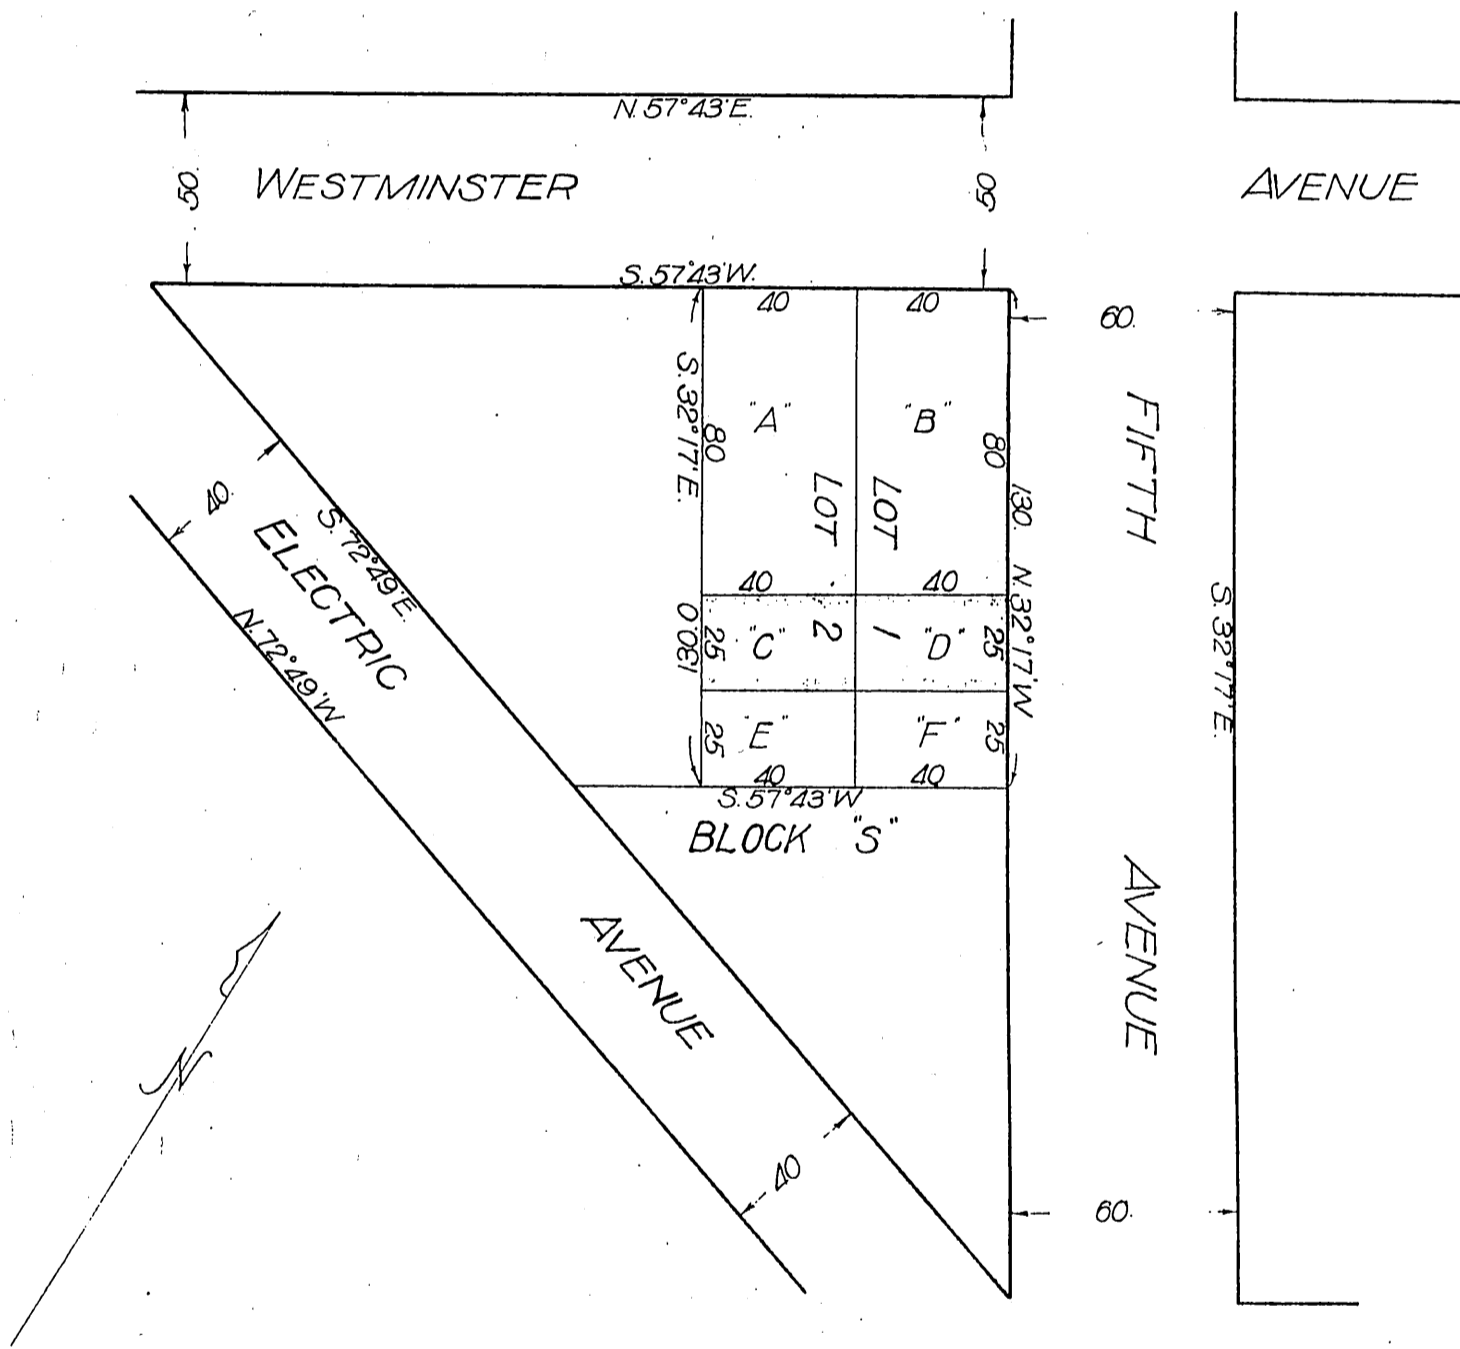 N. 57°43'E.
50.
WESTMINSTER
50
AVENUE
S. 57°43'W.
40
40
60.
S. 32°17'E.
80
"A"
"B"
80
130.
N. 32°17'W
FIFTH
LOT
LOT
40.
S. 72°49'E.
ELECTRIC
N. 72°49'W
40
40
130.0
25
"C"
2
1
"D"
25
S. 32°17'E.
25
"E"
"F"
25
40
40
S. 57°43'W
BLOCK "S"
AVENUE
AVENUE
N
40
60.